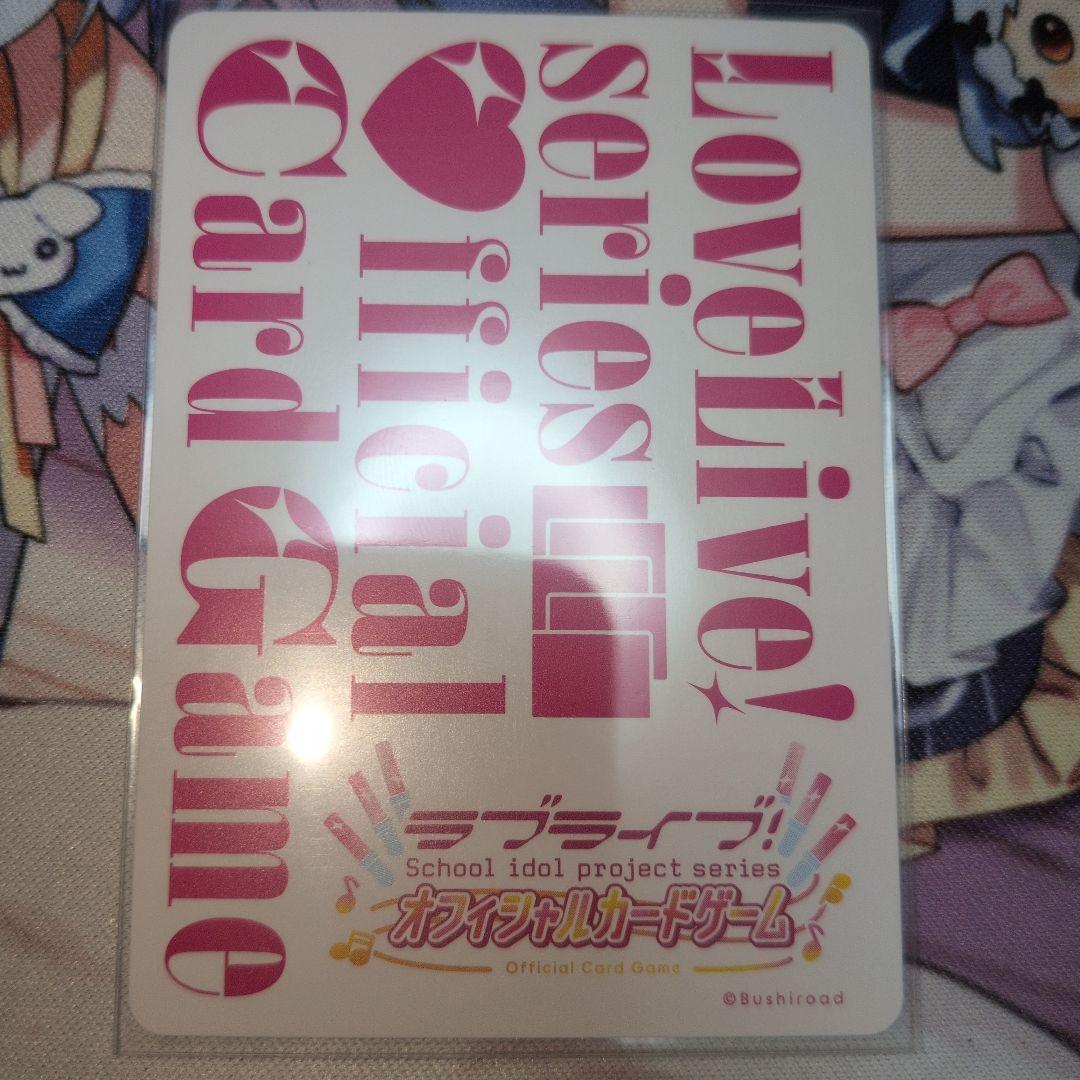 LoveLive!
series
Official
Card Game
ラブライブ!
School idol project series
オフィシャルカードゲーム
Official Card Game
©Bushiroad